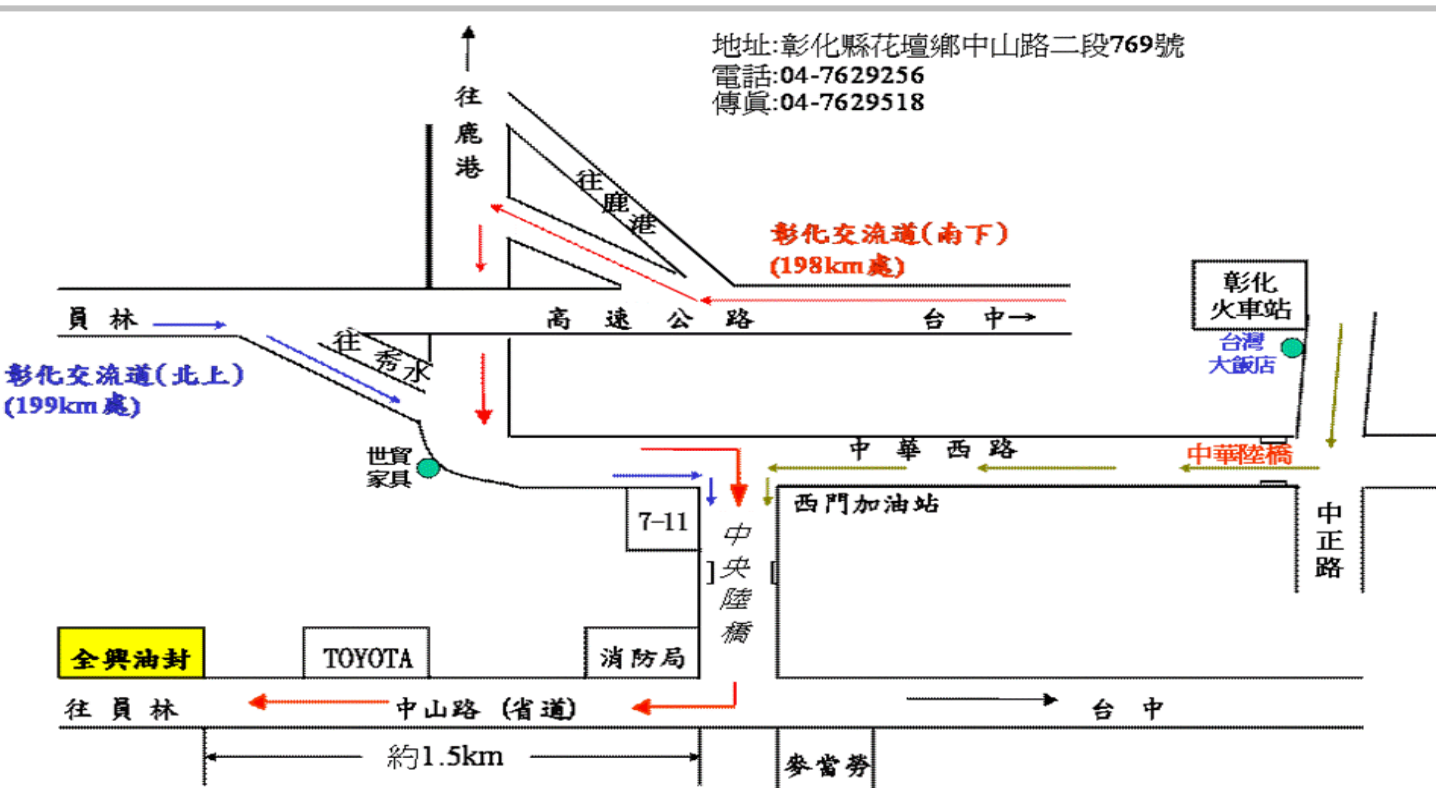 地址:彰化縣花壇鄉中山路二段769號
電話:04-7629256
傳眞:04-7629518
往鹿港
往鹿港
彰化交流道(南下)
(198km處)
彰化
火車站
台灣
大飯店
員林
高速公路
台中→
往秀水
彰化交流道(北上)
(199km處)
世貿
家具
中華西路
中華陸橋
西門加油站
7-11
中央陸橋
中正路
全興油封
TOYOTA
消防局
往員林
中山路 (省道)
台中
約1.5km
麥當勞